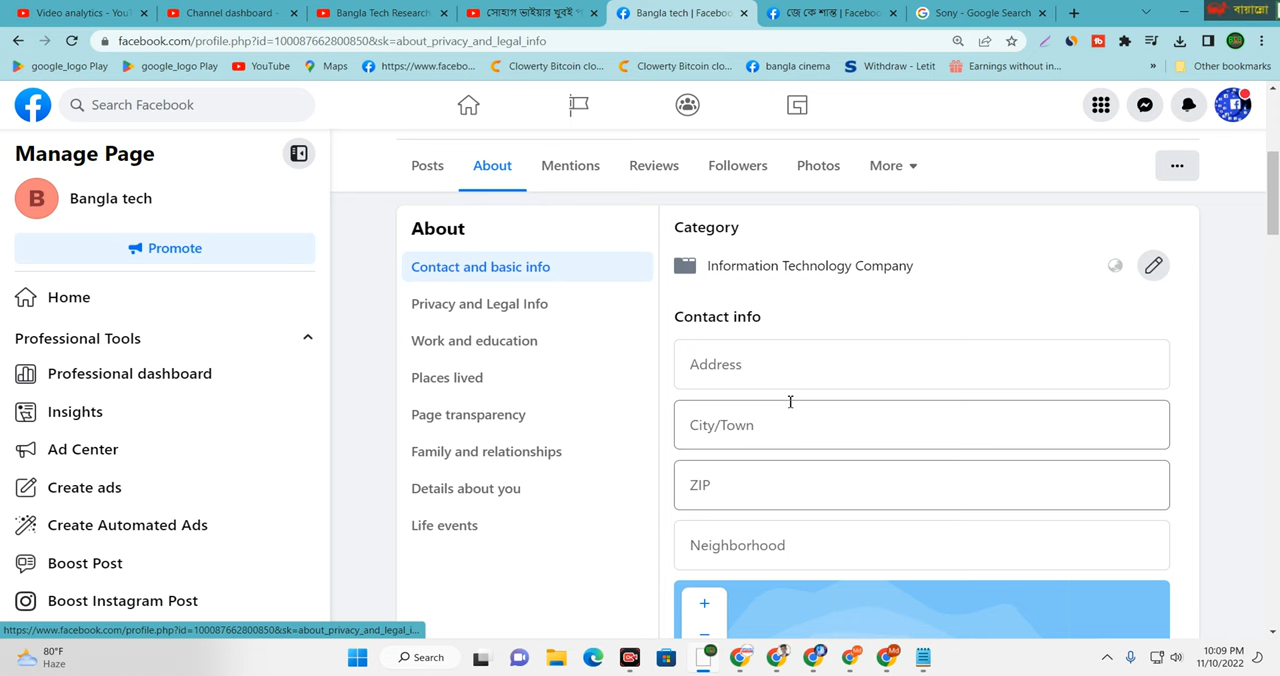 Video analytics - YouT
Channel dashboard -
Bangla Tech Research
সোহাগ ভাইয়ার খুবই প
Bangla tech | Facebook
জে কে শান্ত | Facebook
Sony - Google Search
বায়ান্নো
facebook.com/profile.php?id=100087662800850&sk=about_privacy_and_legal_info
google_logo Play
google_logo Play
YouTube
Maps
https://www.facebo...
Clowerty Bitcoin clo...
Clowerty Bitcoin clo...
bangla cinema
Withdraw - Letit
Earnings without in...
»
Other bookmarks
Search Facebook
Manage Page
B
Bangla tech
Promote
Home
Professional Tools
Professional dashboard
Insights
Ad Center
Create ads
Create Automated Ads
Boost Post
Boost Instagram Post
Posts
About
Mentions
Reviews
Followers
Photos
More
About
Contact and basic info
Privacy and Legal Info
Work and education
Places lived
Page transparency
Family and relationships
Details about you
Life events
Category
Information Technology Company
Contact info
Address
City/Town
ZIP
Neighborhood
+
−
https://www.facebook.com/profile.php?id=100087662800850&sk=about_privacy_and_legal_i...
80°F
Haze
Search
10:09 PM
11/10/2022